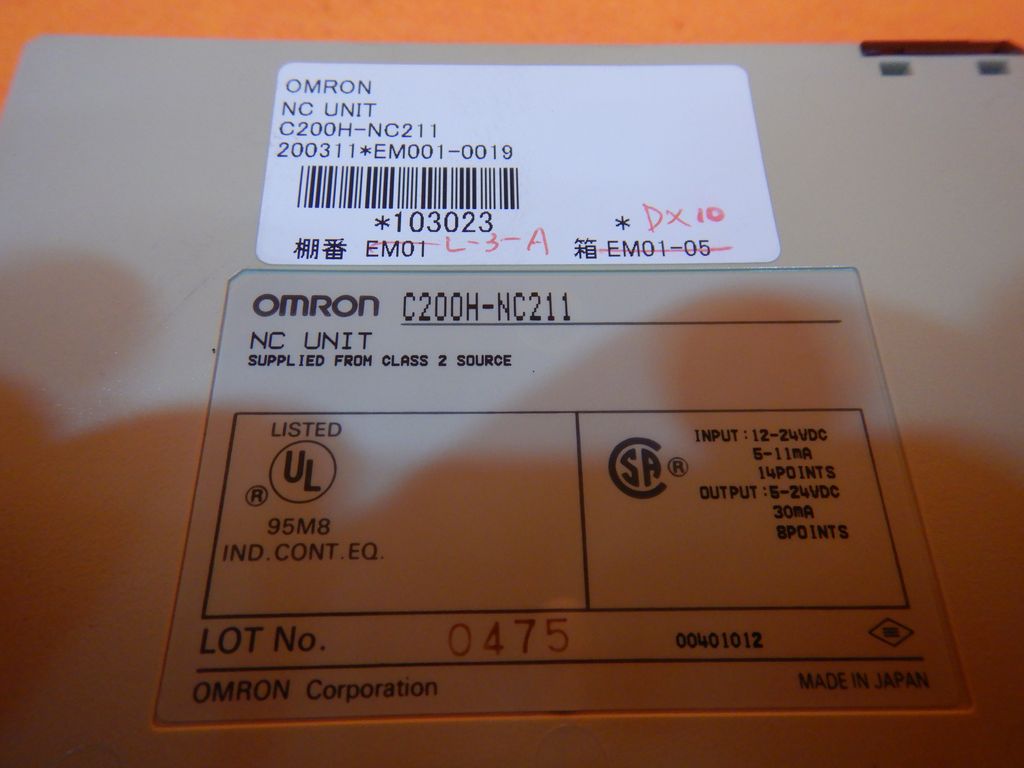 OMRON
NC UNIT
C200H-NC211
200311*EM001-0019
*103023
* DX10
棚番 EM01 L-3-A 箱 EM01-05
OMRON C200H-NC211
NC UNIT
SUPPLIED FROM CLASS 2 SOURCE
LISTED
UL ®
95M8
IND.CONT.EQ.
SA ®
INPUT:12-24VDC
5-11mA
14POINTS
OUTPUT:5-24VDC
30mA
8POINTS
LOT No. 0475 00401012
OMRON Corporation MADE IN JAPAN